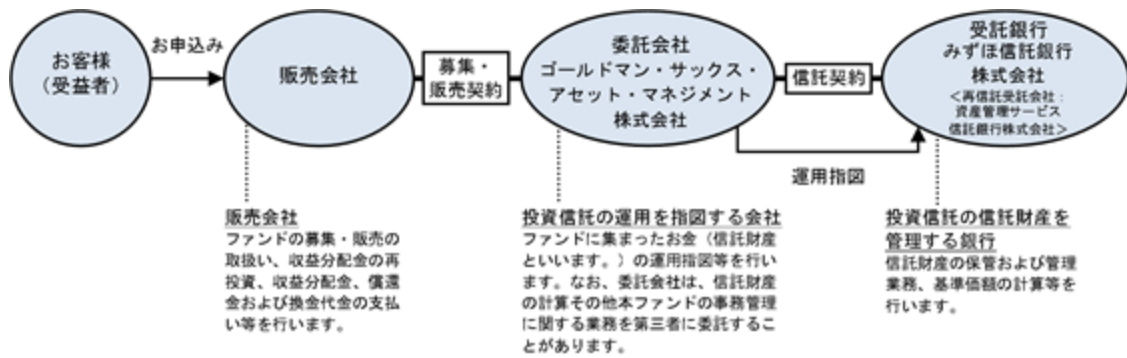 お客様
（受益者）
お申込み
販売会社
募集・
販売契約
委託会社
ゴールドマン・サックス・
アセット・マネジメント
株式会社
信託契約
受託銀行
みずほ信託銀行
株式会社
＜再信託受託会社：
資産管理サービス
信託銀行株式会社＞
運用指図
販売会社
ファンドの募集・販売の
取扱い、収益分配金の再
投資、収益分配金、償還
金および換金代金の支払
い等を行います。
投資信託の運用を指図する会社
ファンドに集まったお金（信託財産
といいます。）の運用指図等を行い
ます。なお、委託会社は、信託財産
の計算その他本ファンドの事務管理
に関する業務を第三者に委託するこ
とがあります。
投資信託の信託財産を
管理する銀行
信託財産の保管および管理
業務、基準価額の計算等を
行います。